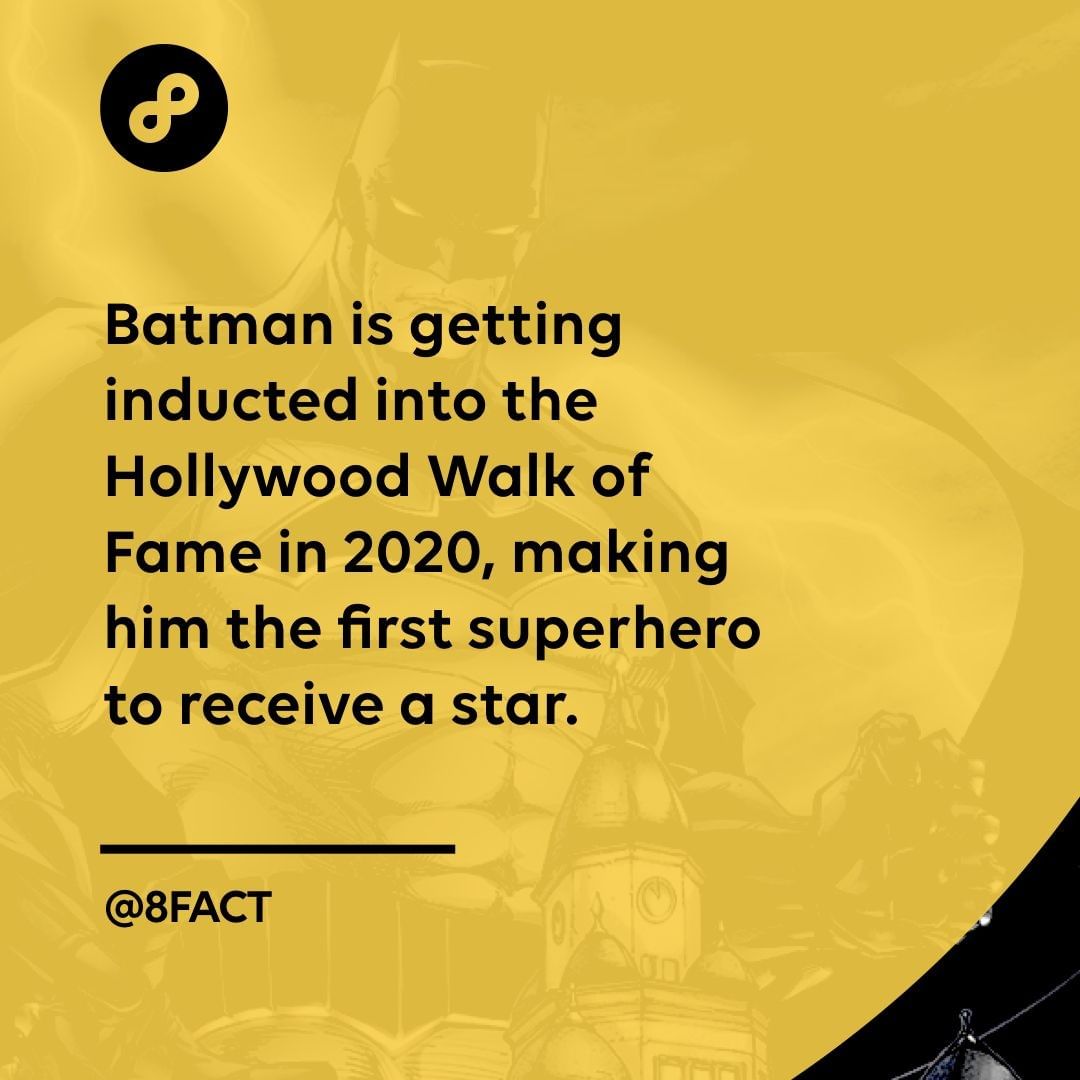 Batman is getting
inducted into the
Hollywood Walk of
Fame in 2020, making
him the first superhero
to receive a star.
@8FACT